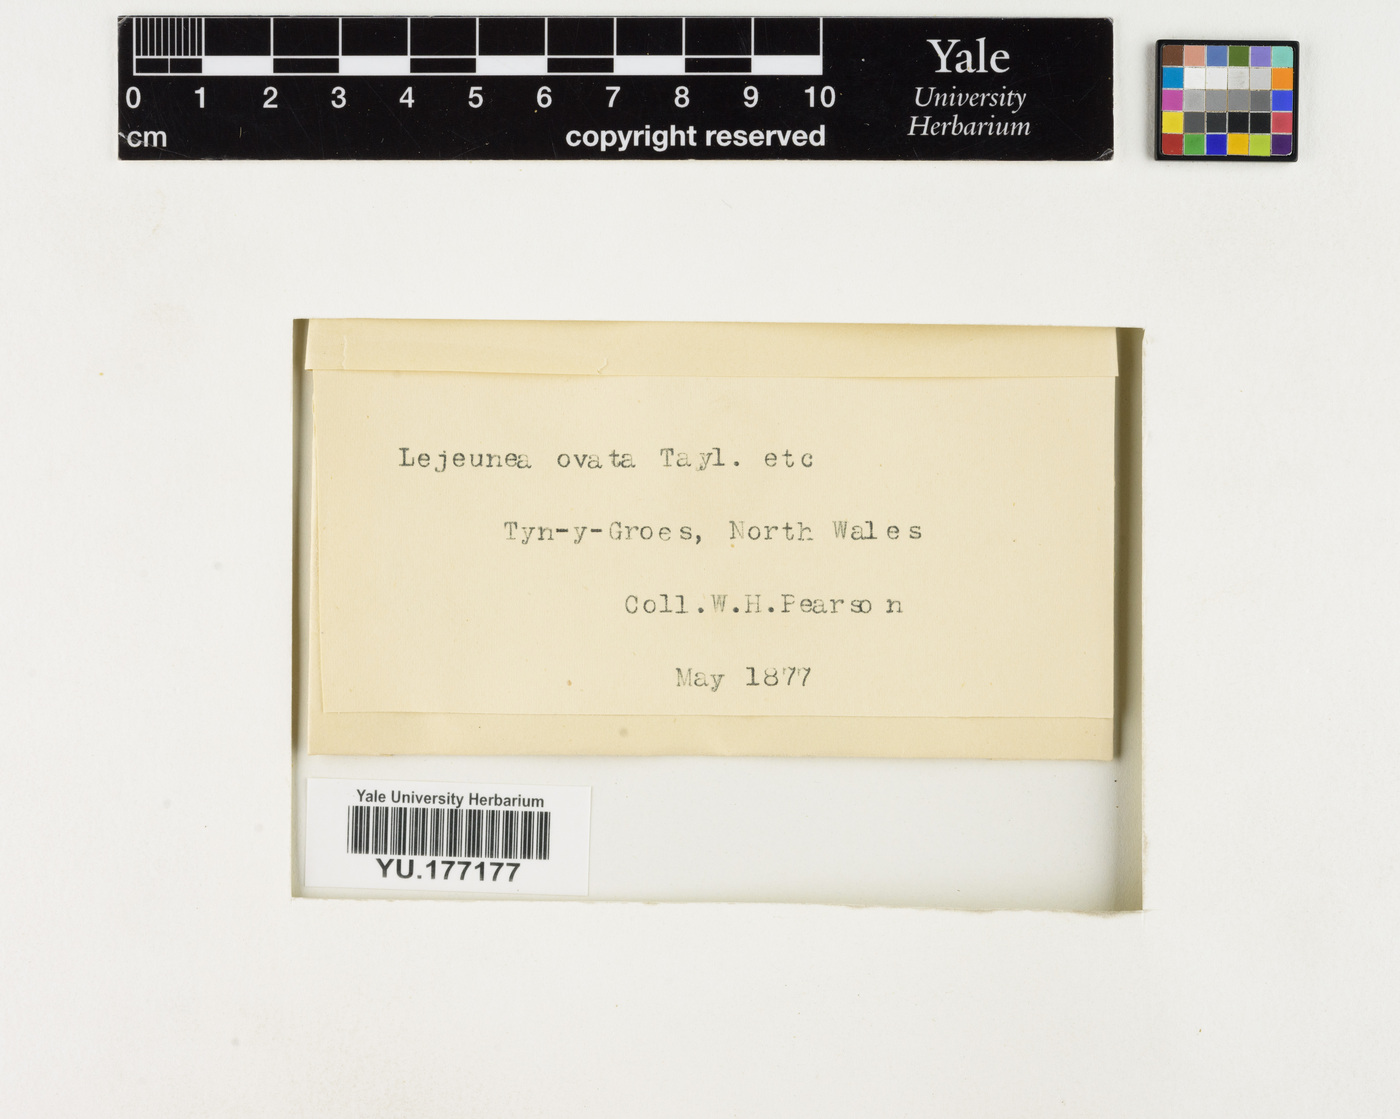 0 1 2 3 4 5 6 7 8 9 10
cm
copyright reserved
Yale
University
Herbarium
Lejeunea ovata Tayl. etc
Tyn-y-Groes, North Wales
Coll.W.H.Pearson
May 1877
Yale University Herbarium
YU.177177